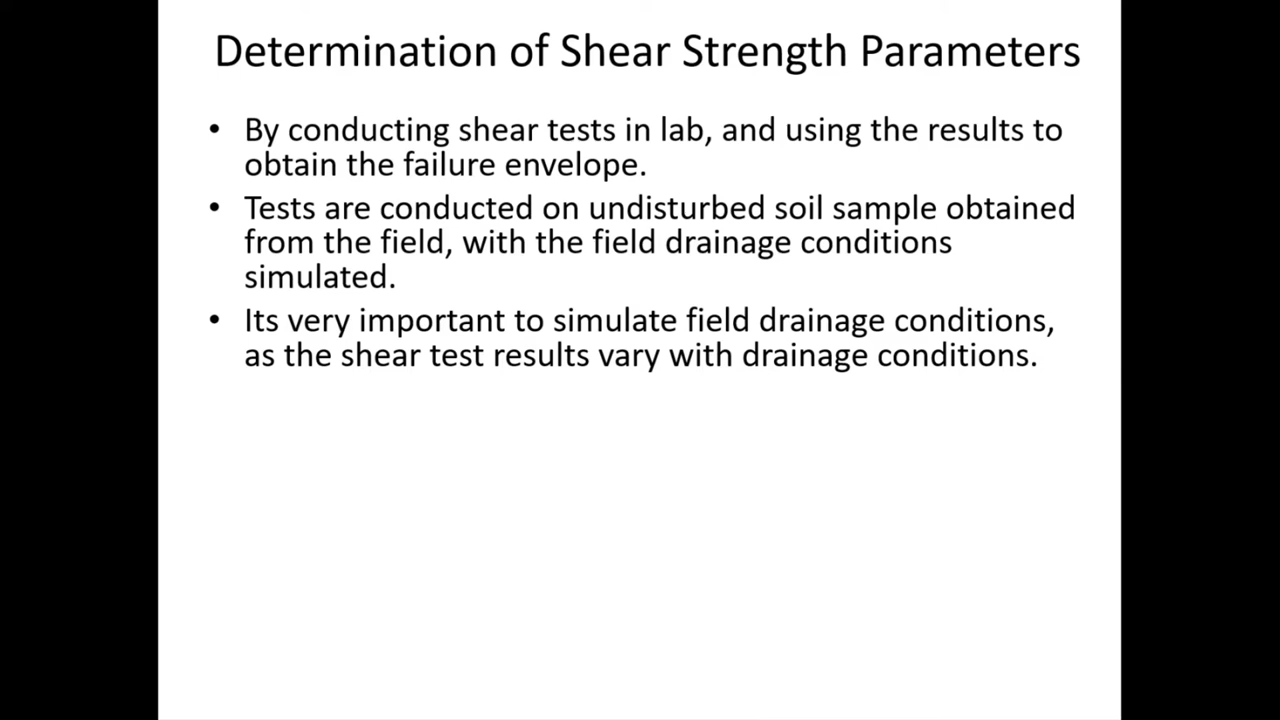 Determination of Shear Strength Parameters
• By conducting shear tests in lab, and using the results to
obtain the failure envelope.
• Tests are conducted on undisturbed soil sample obtained
from the field, with the field drainage conditions
simulated.
• Its very important to simulate field drainage conditions,
as the shear test results vary with drainage conditions.